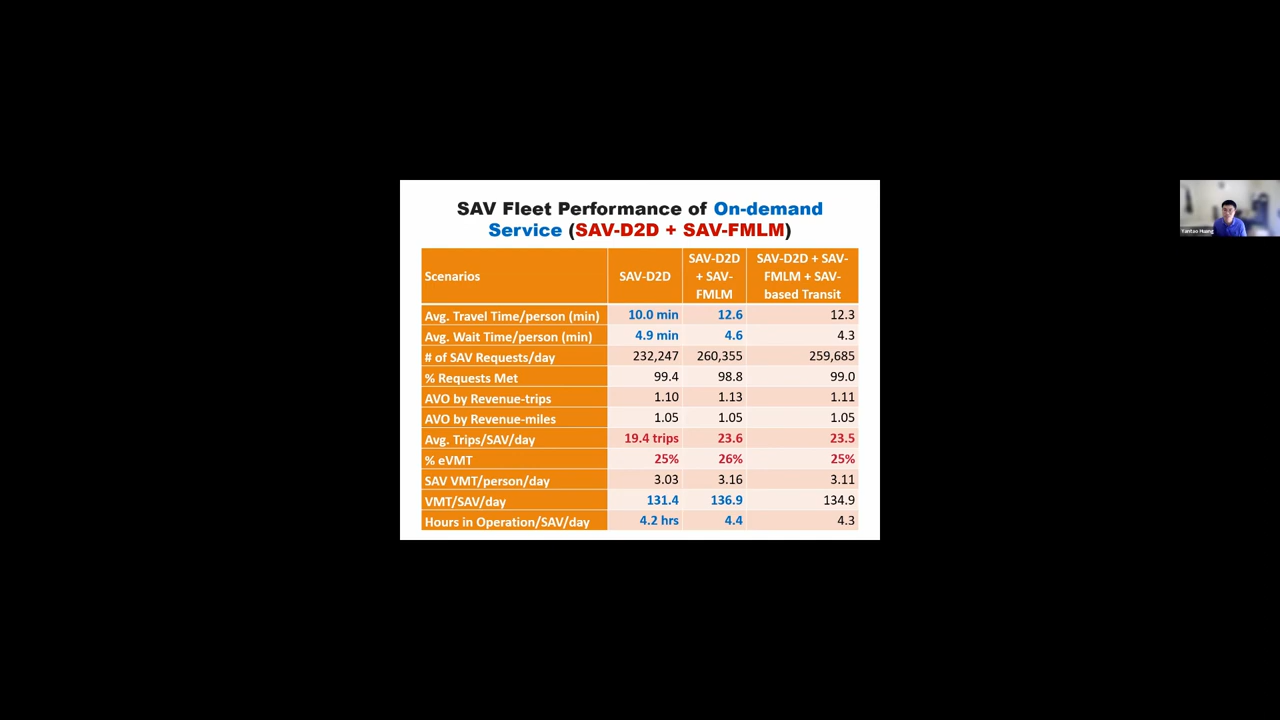 SAV Fleet Performance of On-demand
Service (SAV-D2D + SAV-FMLM)
Scenarios SAV-D2D SAV-D2D + SAV-FMLM SAV-D2D + SAV-FMLM + SAV-based Transit
Avg. Travel Time/person (min) 10.0 min 12.6 12.3
Avg. Wait Time/person (min) 4.9 min 4.6 4.3
# of SAV Requests/day 232,247 260,355 259,685
% Requests Met 99.4 98.8 99.0
AVO by Revenue-trips 1.10 1.13 1.11
AVO by Revenue-miles 1.05 1.05 1.05
Avg. Trips/SAV/day 19.4 trips 23.6 23.5
% eVMT 25% 26% 25%
SAV VMT/person/day 3.03 3.16 3.11
VMT/SAV/day 131.4 136.9 134.9
Hours in Operation/SAV/day 4.2 hrs 4.4 4.3
Yantao Huang